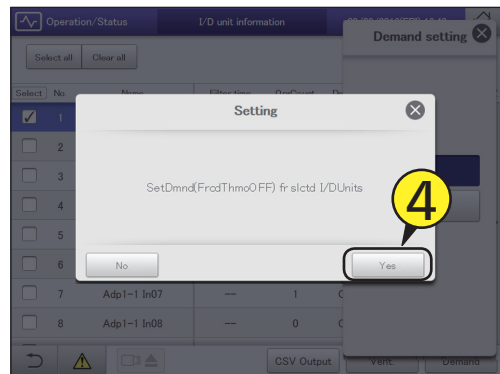 Operation/Status
I/D unit information
Demand setting
Select all
Clear all
Select
No.
Name
1
2
3
4
5
6
7
Adp1-1 In07
--
1
8
Adp1-1 In08
--
0
Setting
SetDmnd(FrcdThmoOFF) fr slctd I/DUnits
No
Yes
4
CSV Output
Vent.
Demand